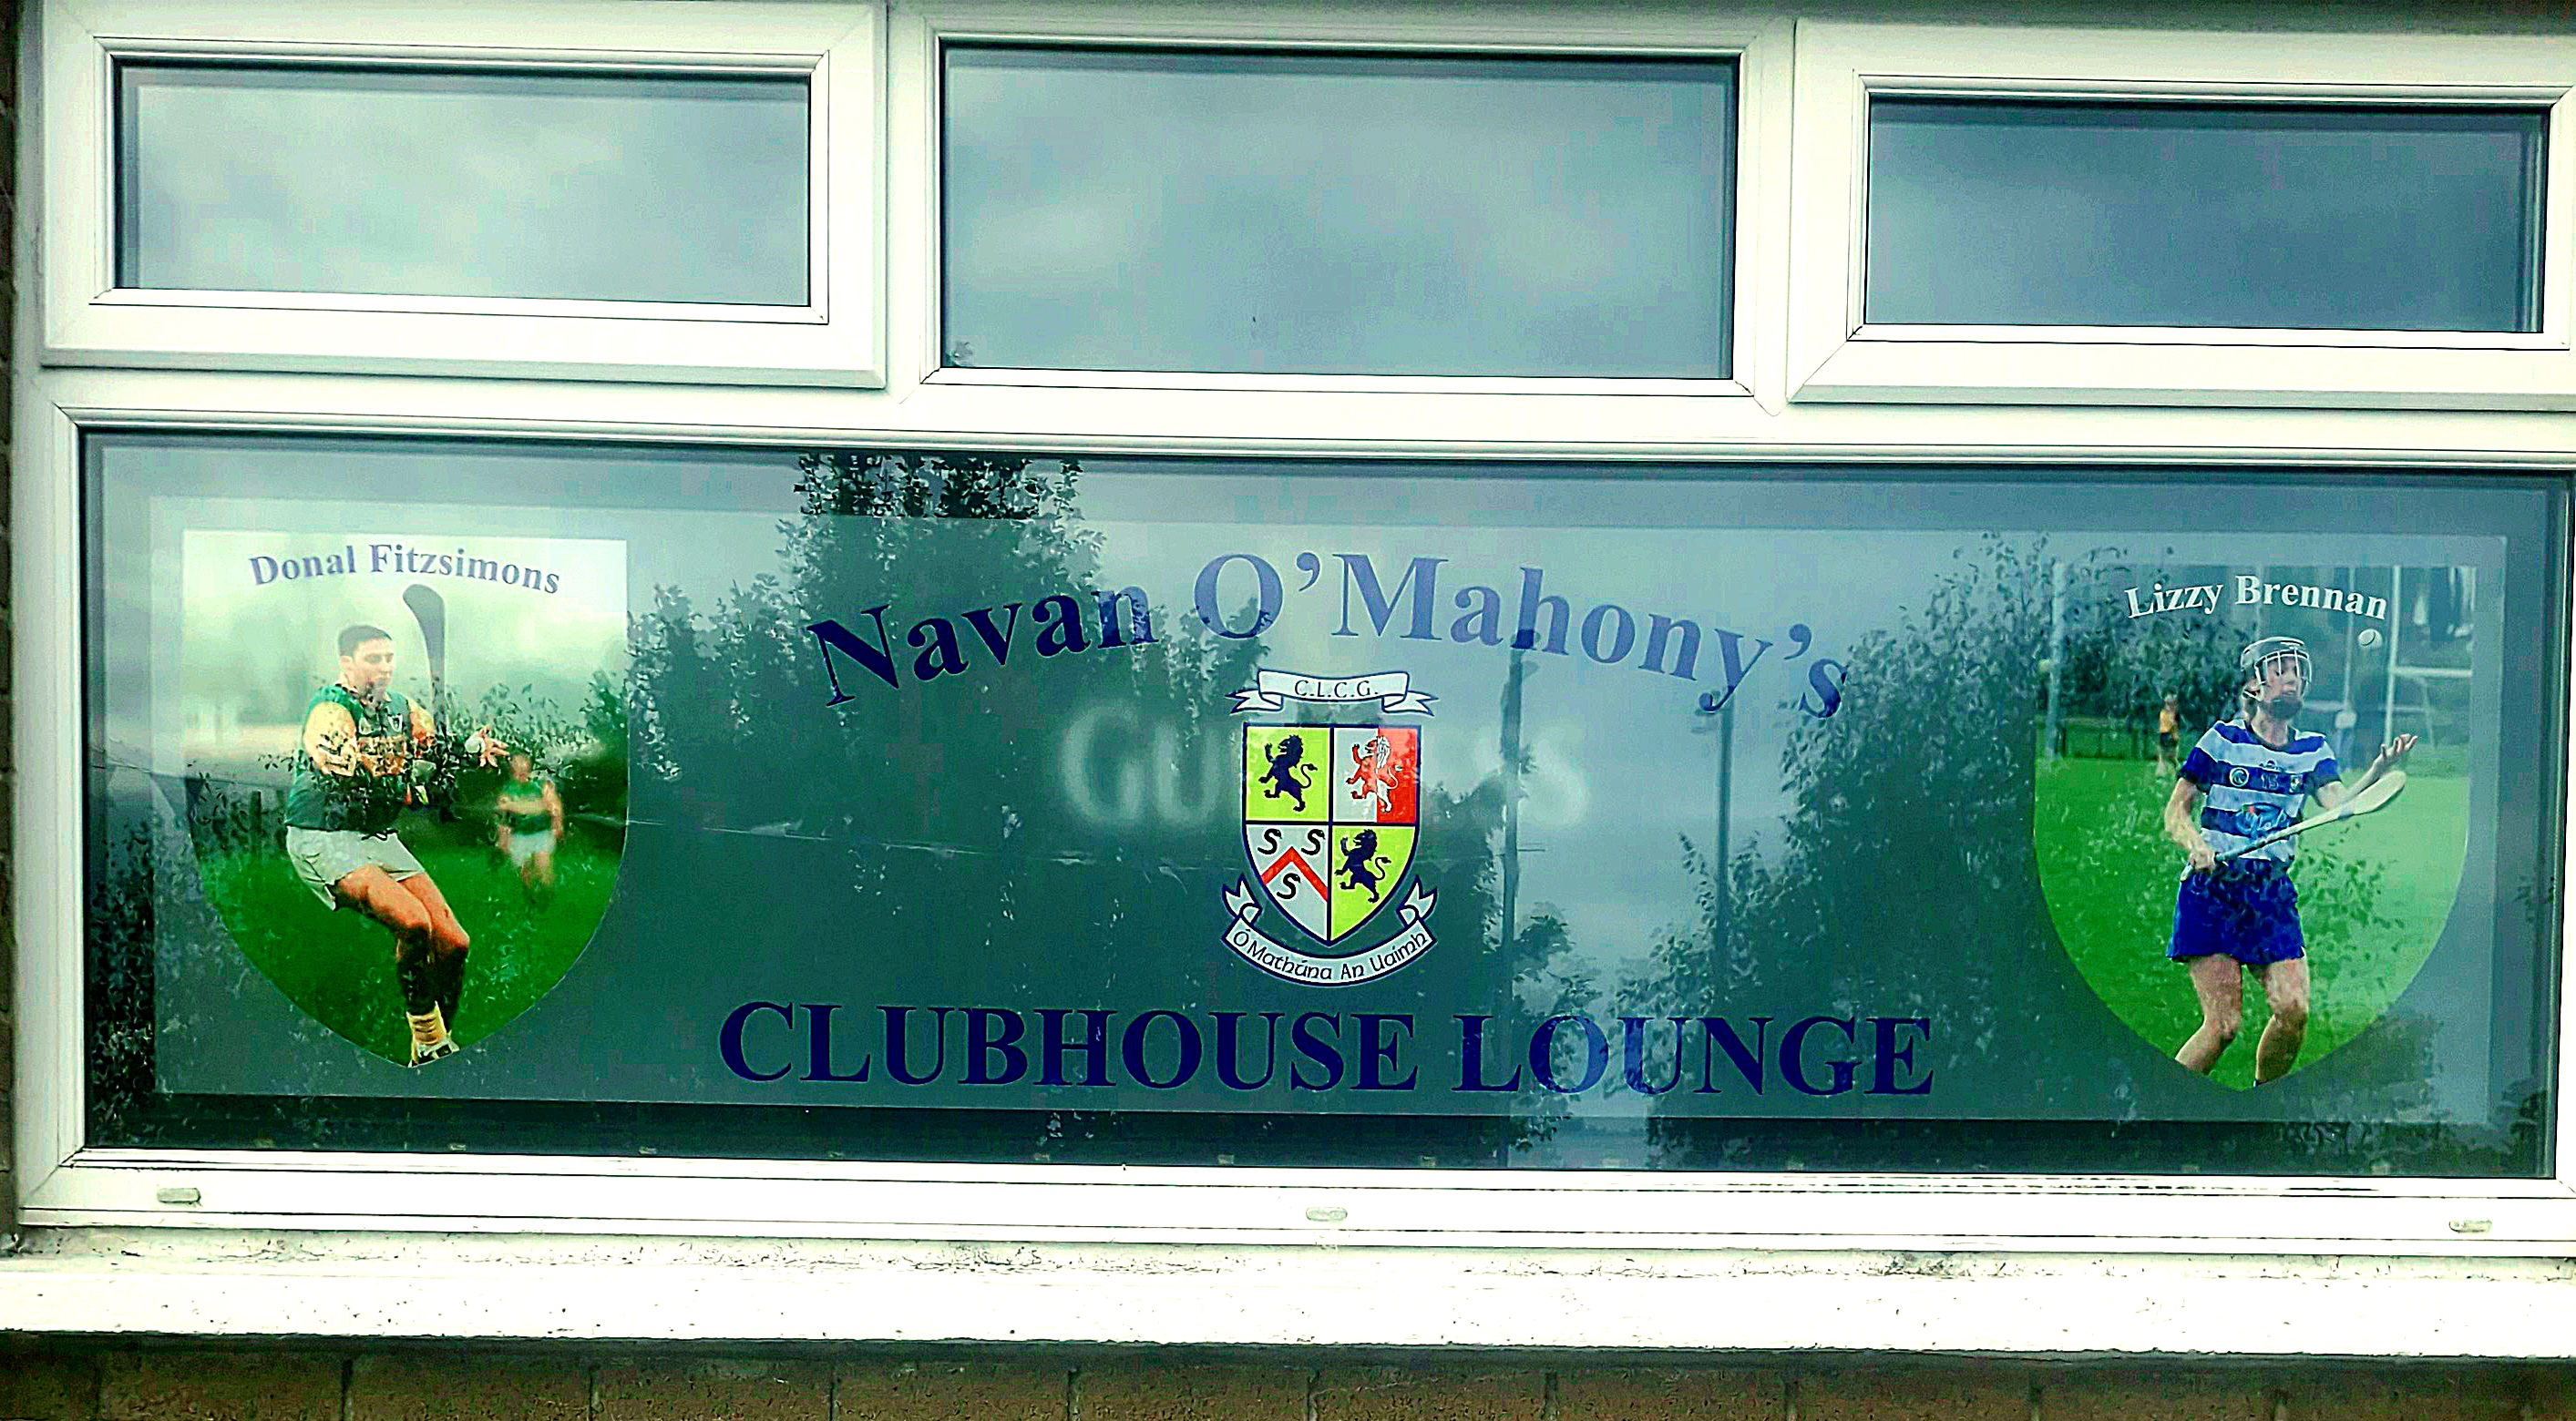 Donal Fitzsimons
Navan O'Mahony's
Lizzy Brennan
C.L.C.G.
S S
S
Ó Mathúna An Uaimh
CLUBHOUSE LOUNGE